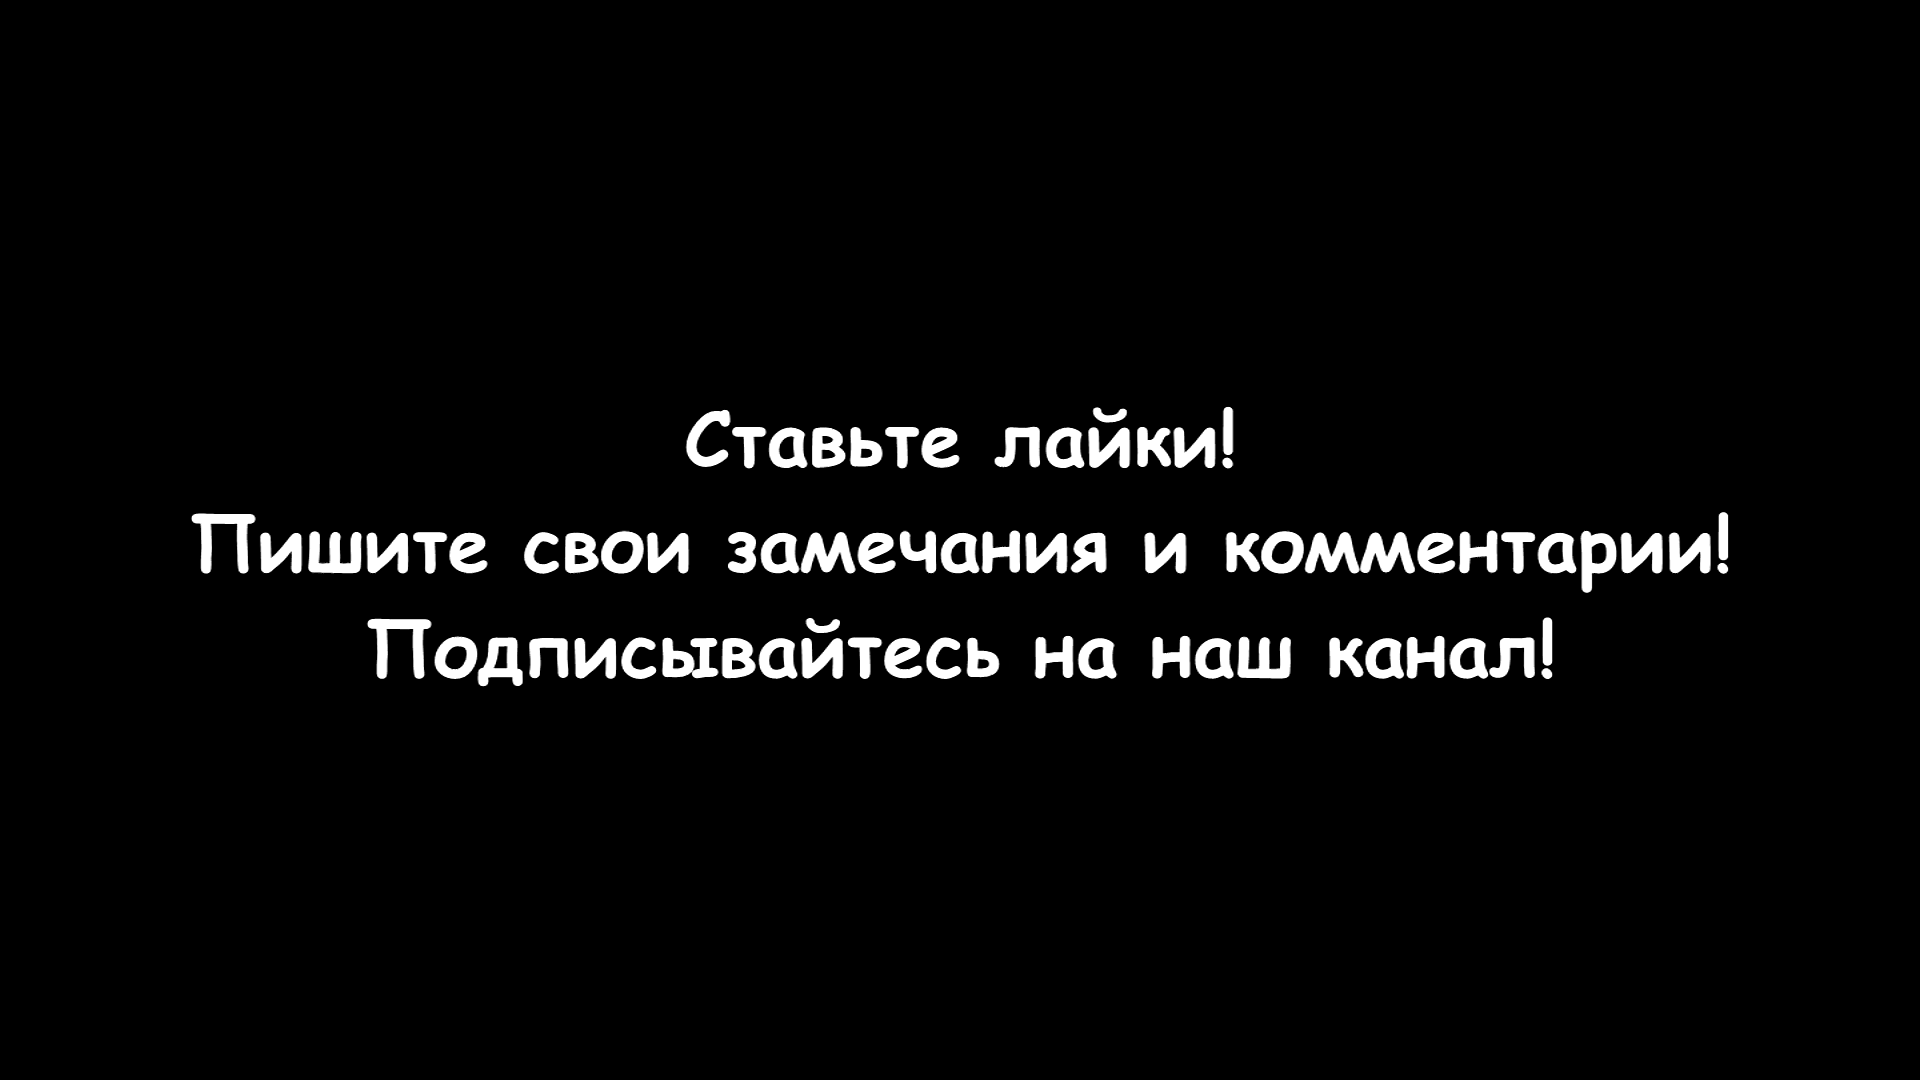 Ставьте лайки!
Пишите свои замечания и комментарии!
Подписывайтесь на наш канал!